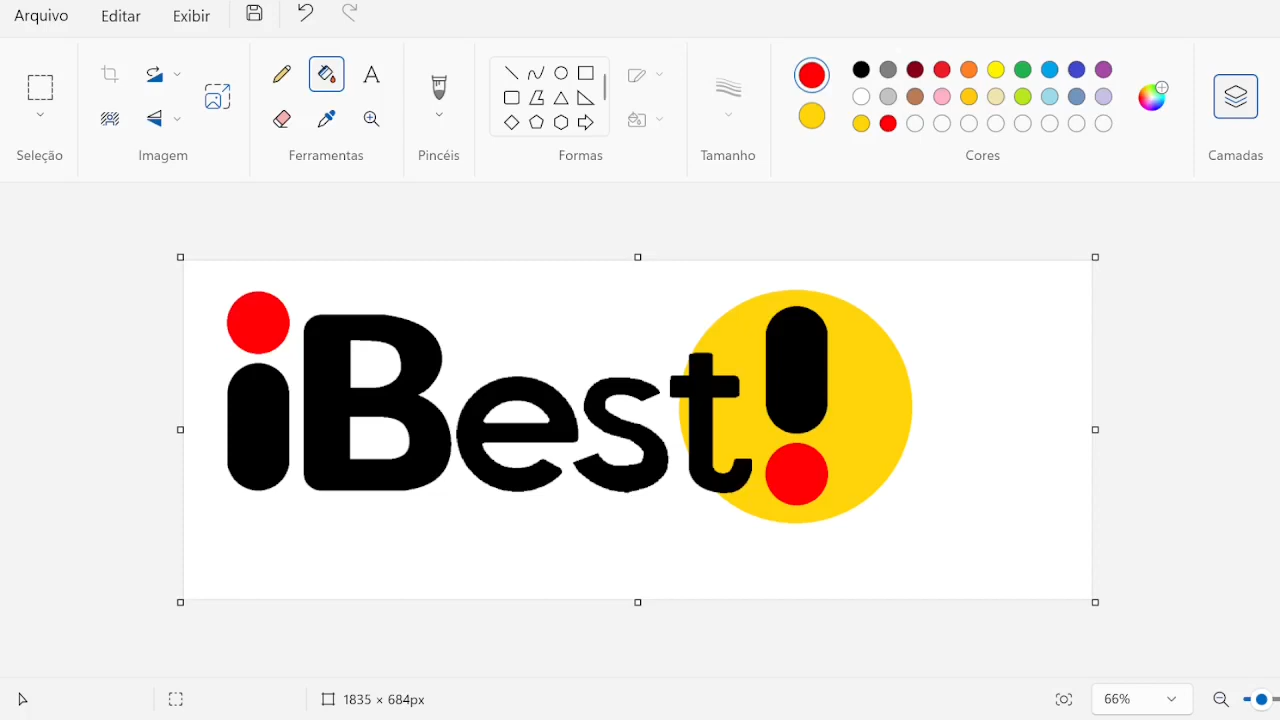 Arquivo Editar Exibir
Seleção Imagem Ferramentas Pincéis Formas Tamanho Cores Camadas
iBest!
1835 × 684px 66%